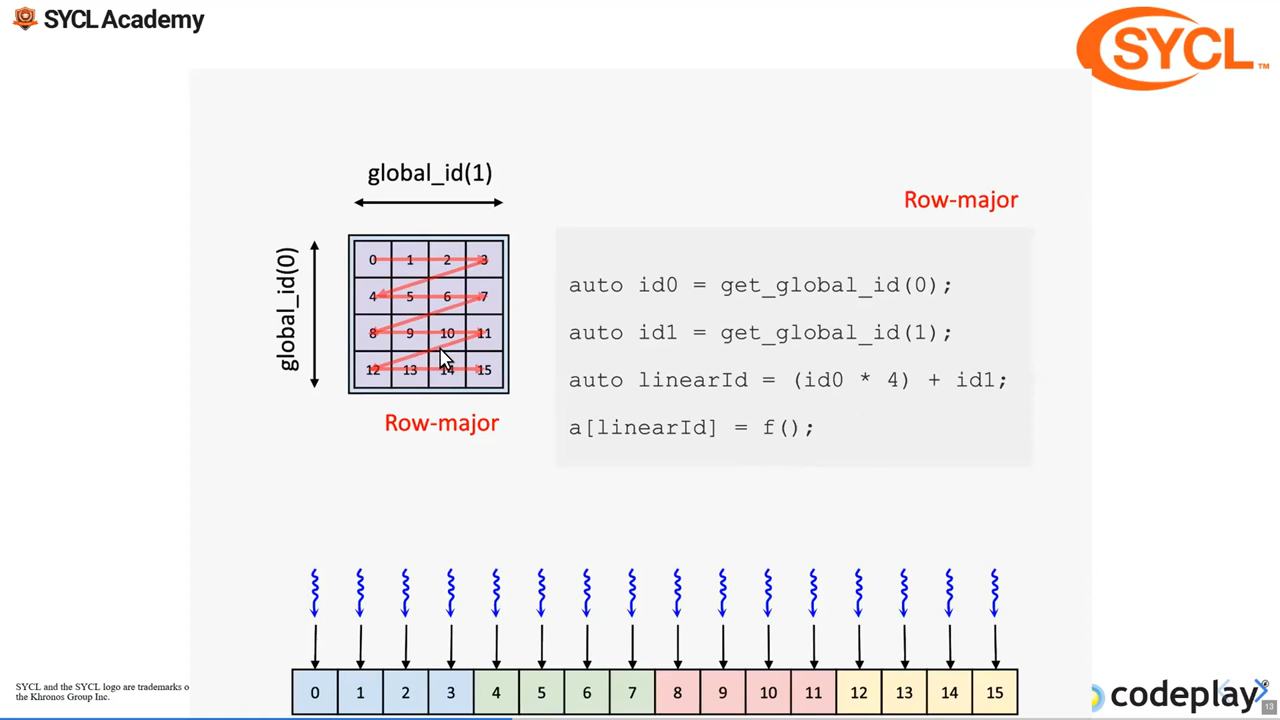 SYCL Academy
SYCL™
global_id(1)
Row-major
global_id(0)
0 1 2 3
4 5 6 7
8 9 10 11
12 13 14 15
Row-major
auto id0 = get_global_id(0);
auto id1 = get_global_id(1);
auto linearId = (id0 * 4) + id1;
a[linearId] = f();
0 1 2 3 4 5 6 7 8 9 10 11 12 13 14 15
SYCL and the SYCL logo are trademarks o
the Khronos Group Inc.
codeplay
13